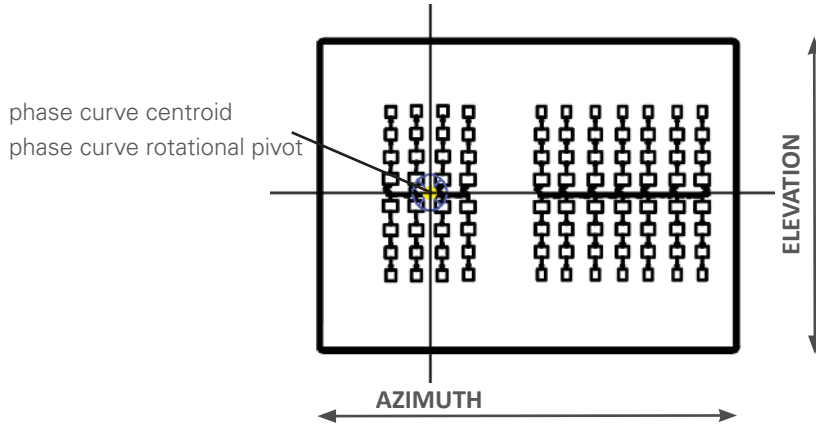 phase curve centroid
phase curve rotational pivot
ELEVATION
AZIMUTH